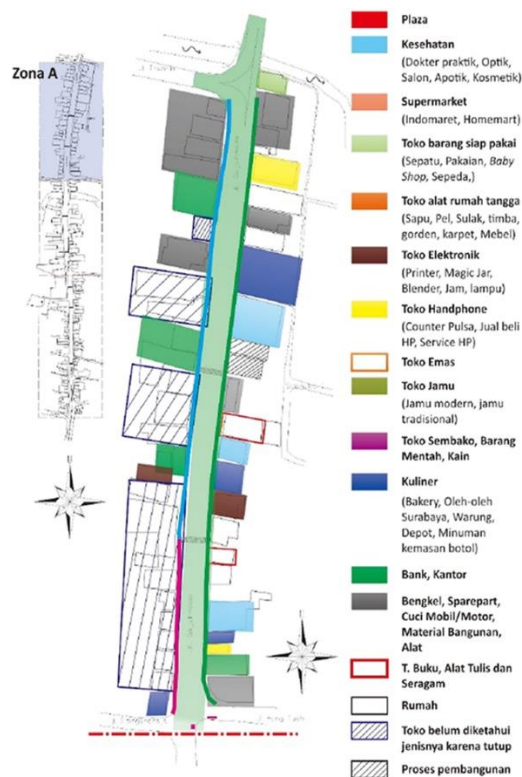 Zona A
Plaza
Kesehatan
(Dokter praktik, Optik,
Salon, Apotik, Kosmetik)
Supermarket
(Indomaret, Homemart)
Toko barang siap pakai
(Sepatu, Pakaian, Baby
Shop, Sepeda,)
Toko alat rumah tangga
(Sapu, Pel, Sulak, timba,
gorden, karpet, Mebel)
Toko Elektronik
(Printer, Magic Jar,
Blender, Jam, lampu)
Toko Handphone
(Counter Pulsa, Jual beli
HP, Service HP)
Toko Emas
Toko Jamu
(Jamu modern, jamu
tradisional)
Toko Sembako, Barang
Mentah, Kain
Kuliner
(Bakery, Oleh-oleh
Surabaya, Warung,
Depot, Minuman
kemasan botol)
Bank, Kantor
Bengkel, Sparepart,
Cuci Mobil/Motor,
Material Bangunan,
Alat
T. Buku, Alat Tulis dan
Seragam
Rumah
Toko belum diketahui
jenisnya karena tutup
Proses pembangunan